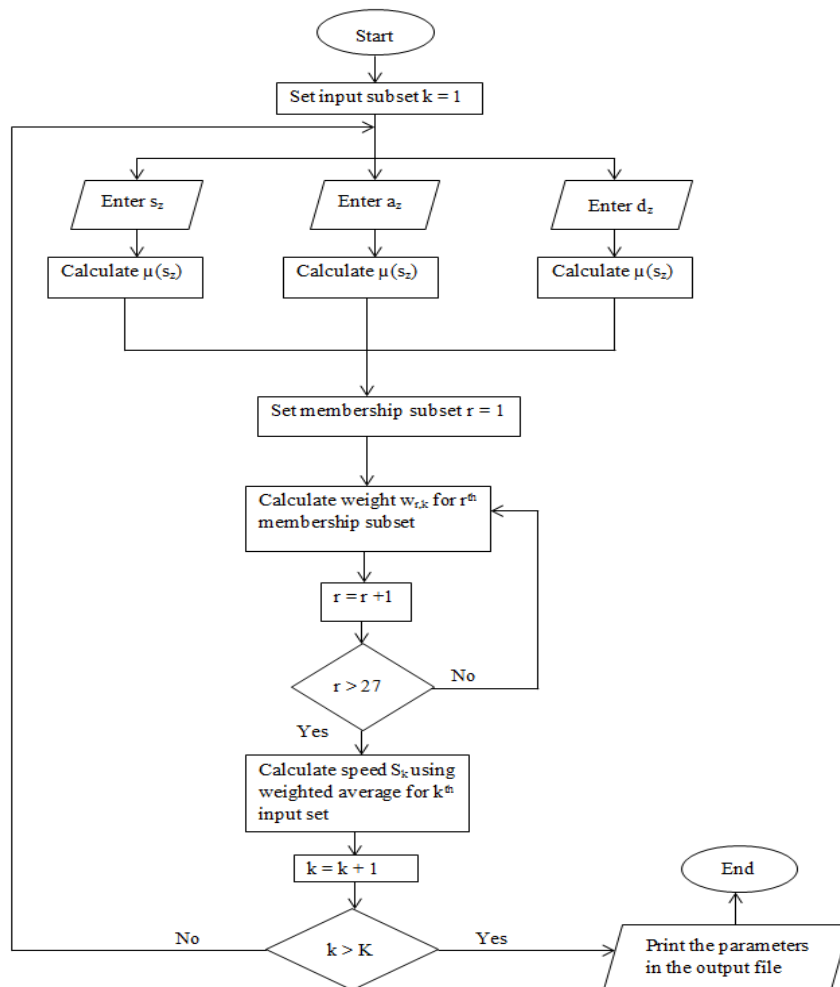 Start
Set input subset k = 1
Enter sz
Enter az
Enter dz
Calculate μ(sz)
Calculate μ(sz)
Calculate μ(sz)
Set membership subset r = 1
Calculate weight wr,k for rth
membership subset
r = r +1
r > 27
No
Yes
Calculate speed Sk using
weighted average for kth
input set
k = k + 1
End
No
k > K
Yes
Print the parameters
in the output file